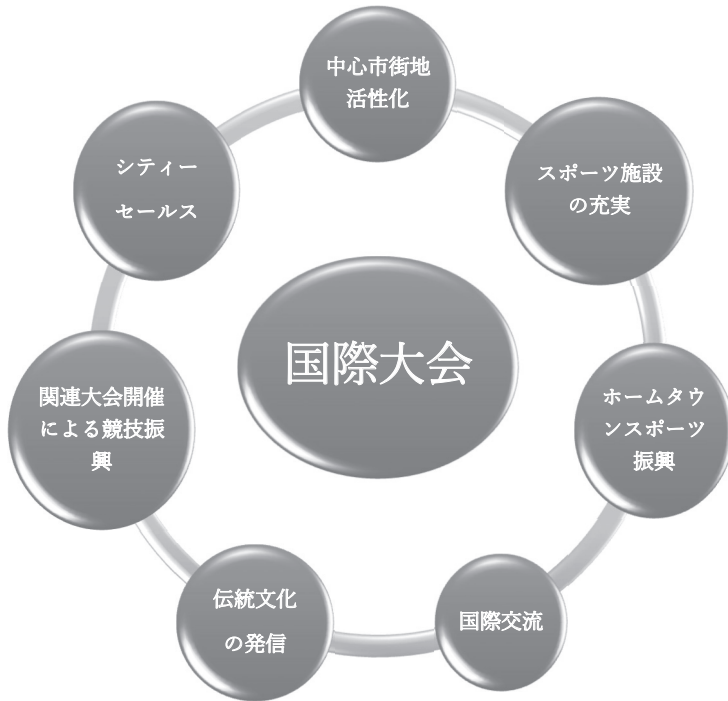 中心市街地
活性化
スポーツ施設
の充実
ホームタウ
ンスポーツ
振興
国際交流
伝統文化
の発信
関連大会開催
による競技振
興
シティー
セールス
国際大会